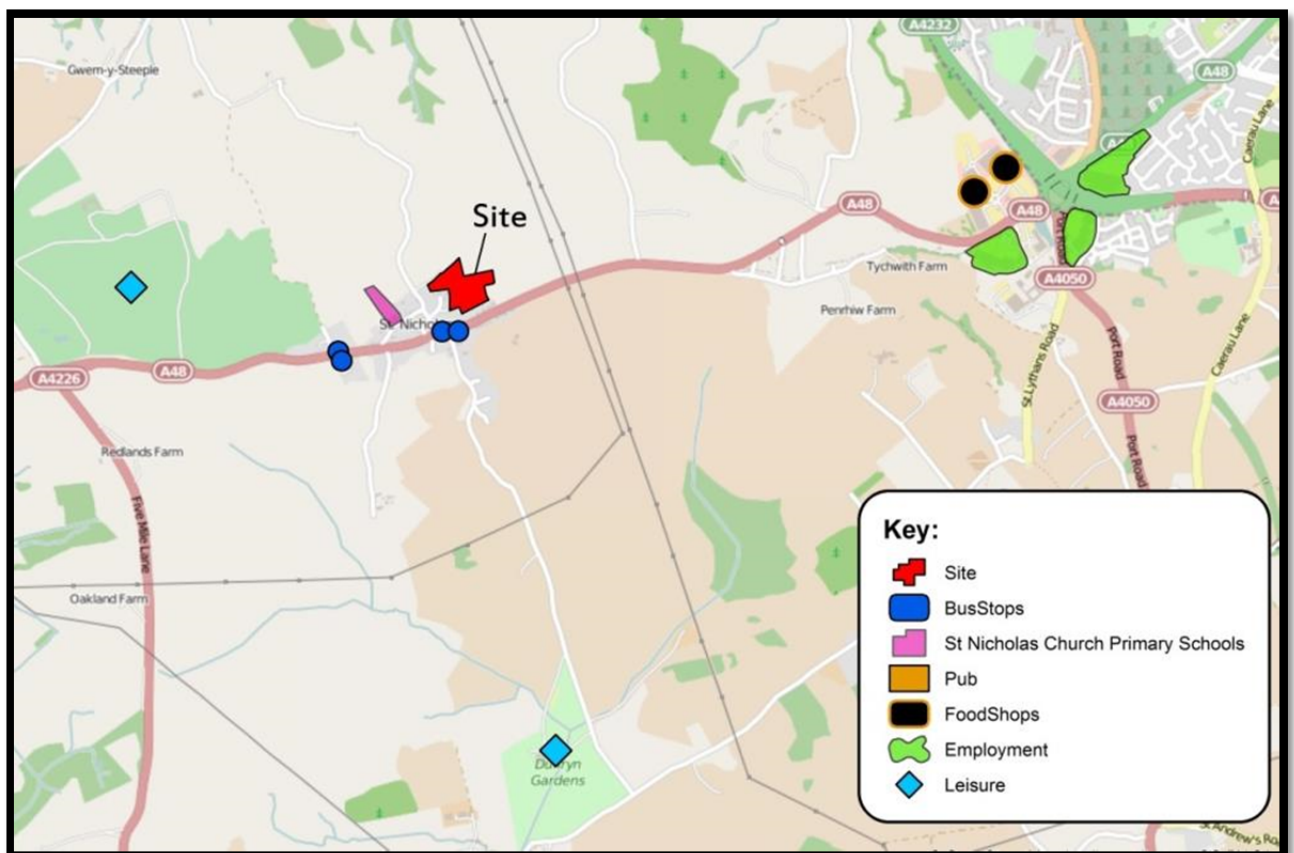 A4232
Gwern-y-Steeple
A48
Caerau Lane
Site
A48
A48
Tychwith Farm
A4050
Penrhiw Farm
St. Nichol
A4226
A48
St Lythans Road
Port Road
Caerau Lane
A4050
Redlands Farm
Port Road
Five Mile Lane
Oakland Farm
Gardens
Key:
Site
BusStops
St Nicholas Church Primary Schools
Pub
FoodShops
Employment
Leisure